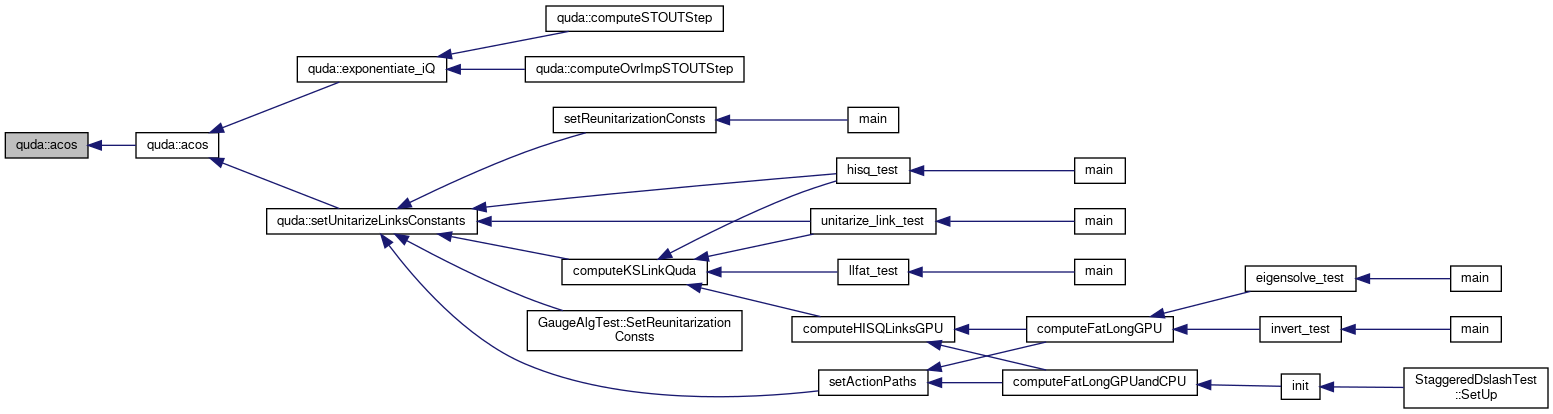 quda::computeSTOUTStep
quda::exponentiate_iQ
quda::computeOvrImpSTOUTStep
setReunitarizationConsts
main
quda::acos
quda::acos
hisq_test
main
quda::setUnitarizeLinksConstants
unitarize_link_test
main
computeKSLinkQuda
llfat_test
main
eigensolve_test
main
GaugeAlgTest::SetReunitarization
Consts
computeHISQLinksGPU
computeFatLongGPU
invert_test
main
setActionPaths
computeFatLongGPUandCPU
init
StaggeredDslashTest
::SetUp